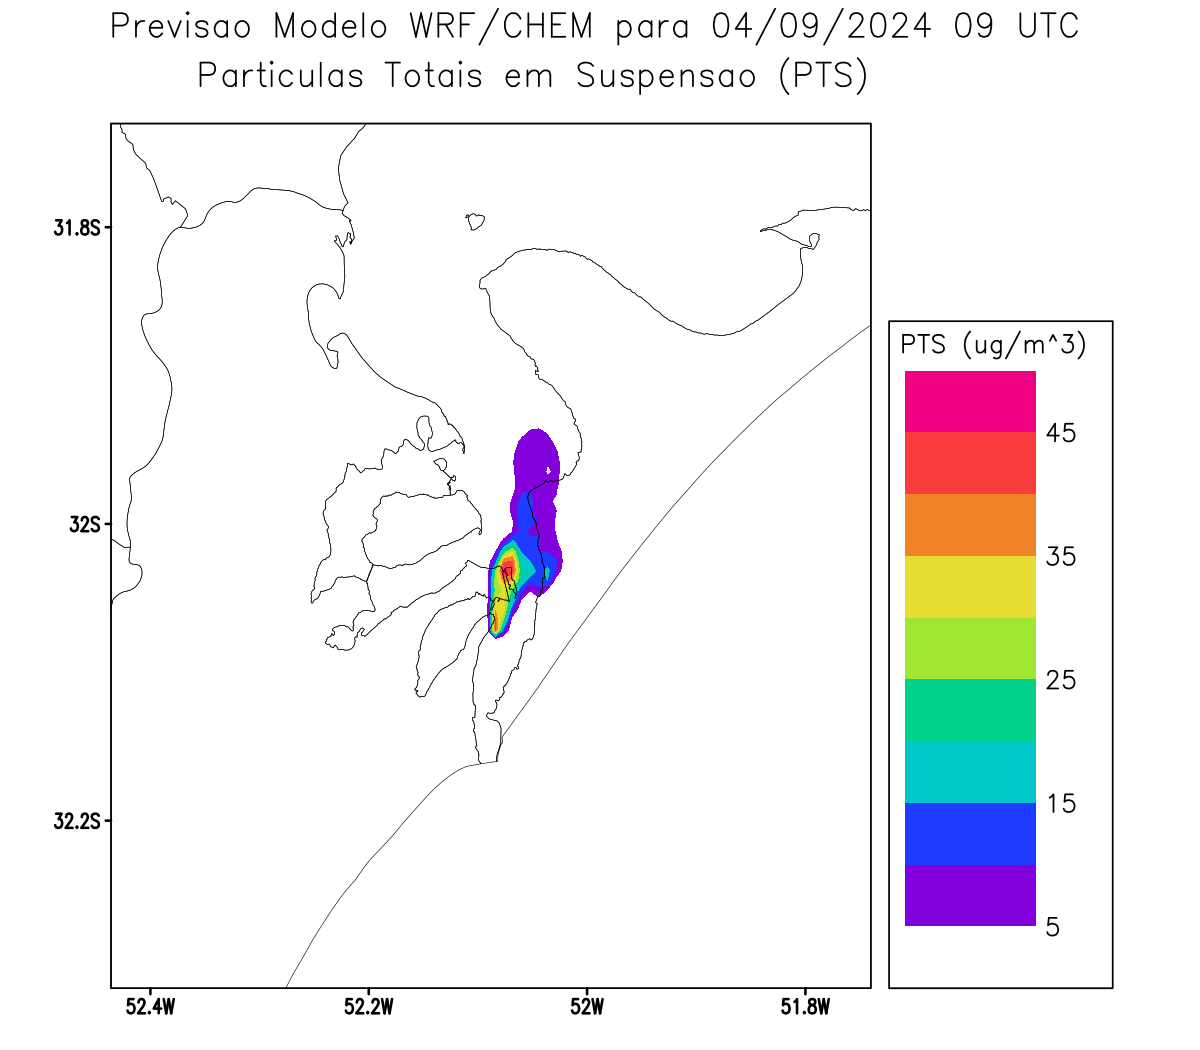 Previsao Modelo WRF/CHEM para 04/09/2024 09 UTC
Particulas Totais em Suspensao (PTS)
31.8S
32S
32.2S
52.4W
52.2W
52W
51.8W
PTS (ug/m^3)
45
35
25
15
5